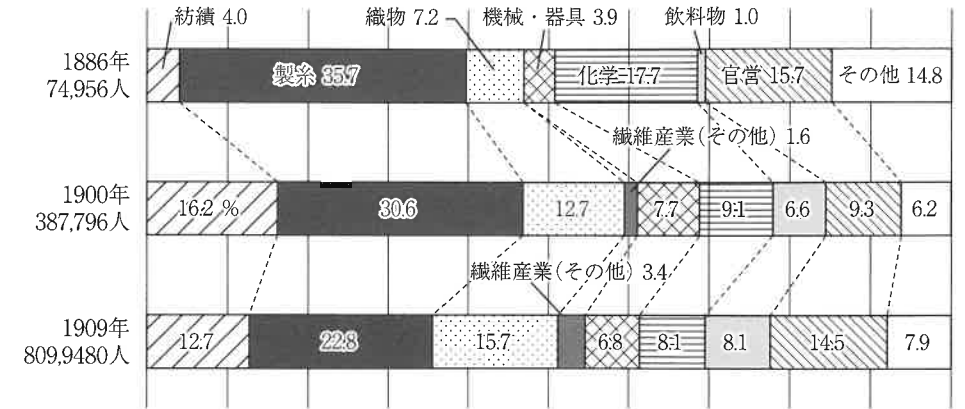 紡績 4.0 織物 7.2 機械・器具 3.9 飲料物 1.0
1886年
74,956人
製糸 35.7 化学 17.7 官営 15.7 その他 14.8
繊維産業(その他) 1.6
1900年
387,796人
16.2 % 30.6 12.7 7.7 9.1 6.6 9.3 6.2
繊維産業(その他) 3.4
1909年
809,9480人
12.7 22.8 15.7 6.8 8.1 8.1 14.5 7.9